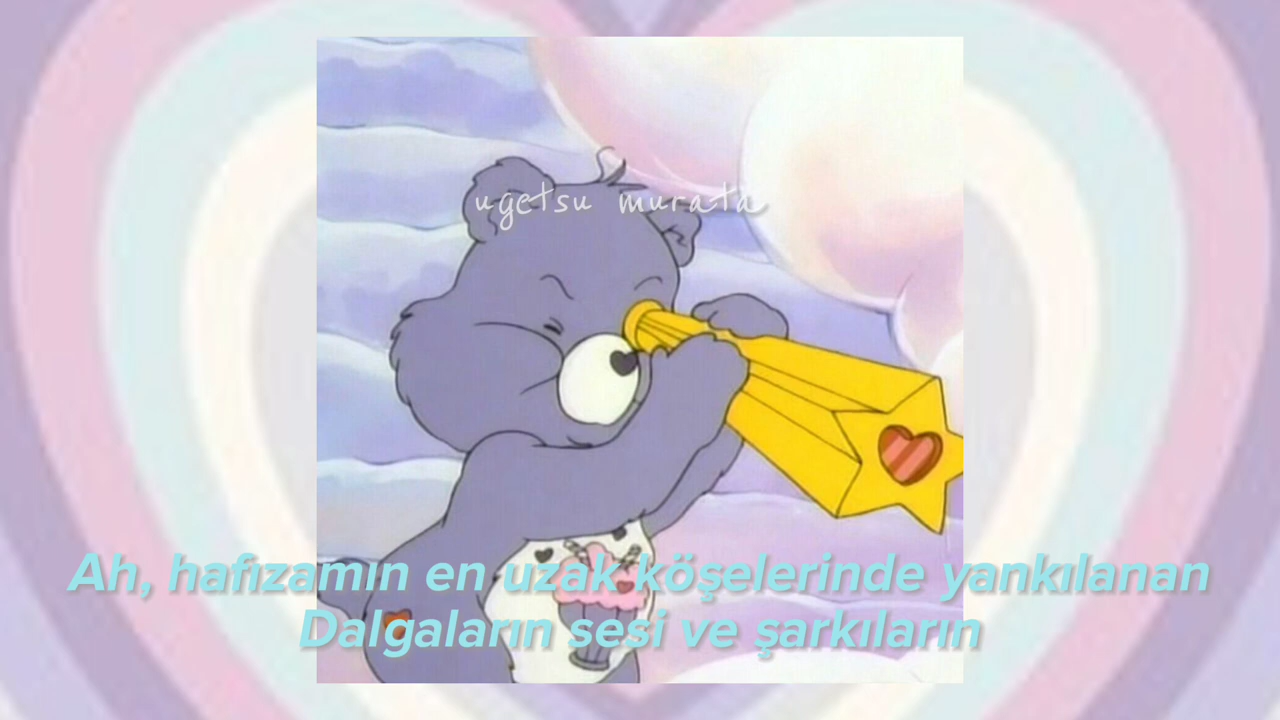 ugetsu murata
Ah, hafızamın en uzak köşelerinde yankılanan
Dalgaların sesi ve şarkıların